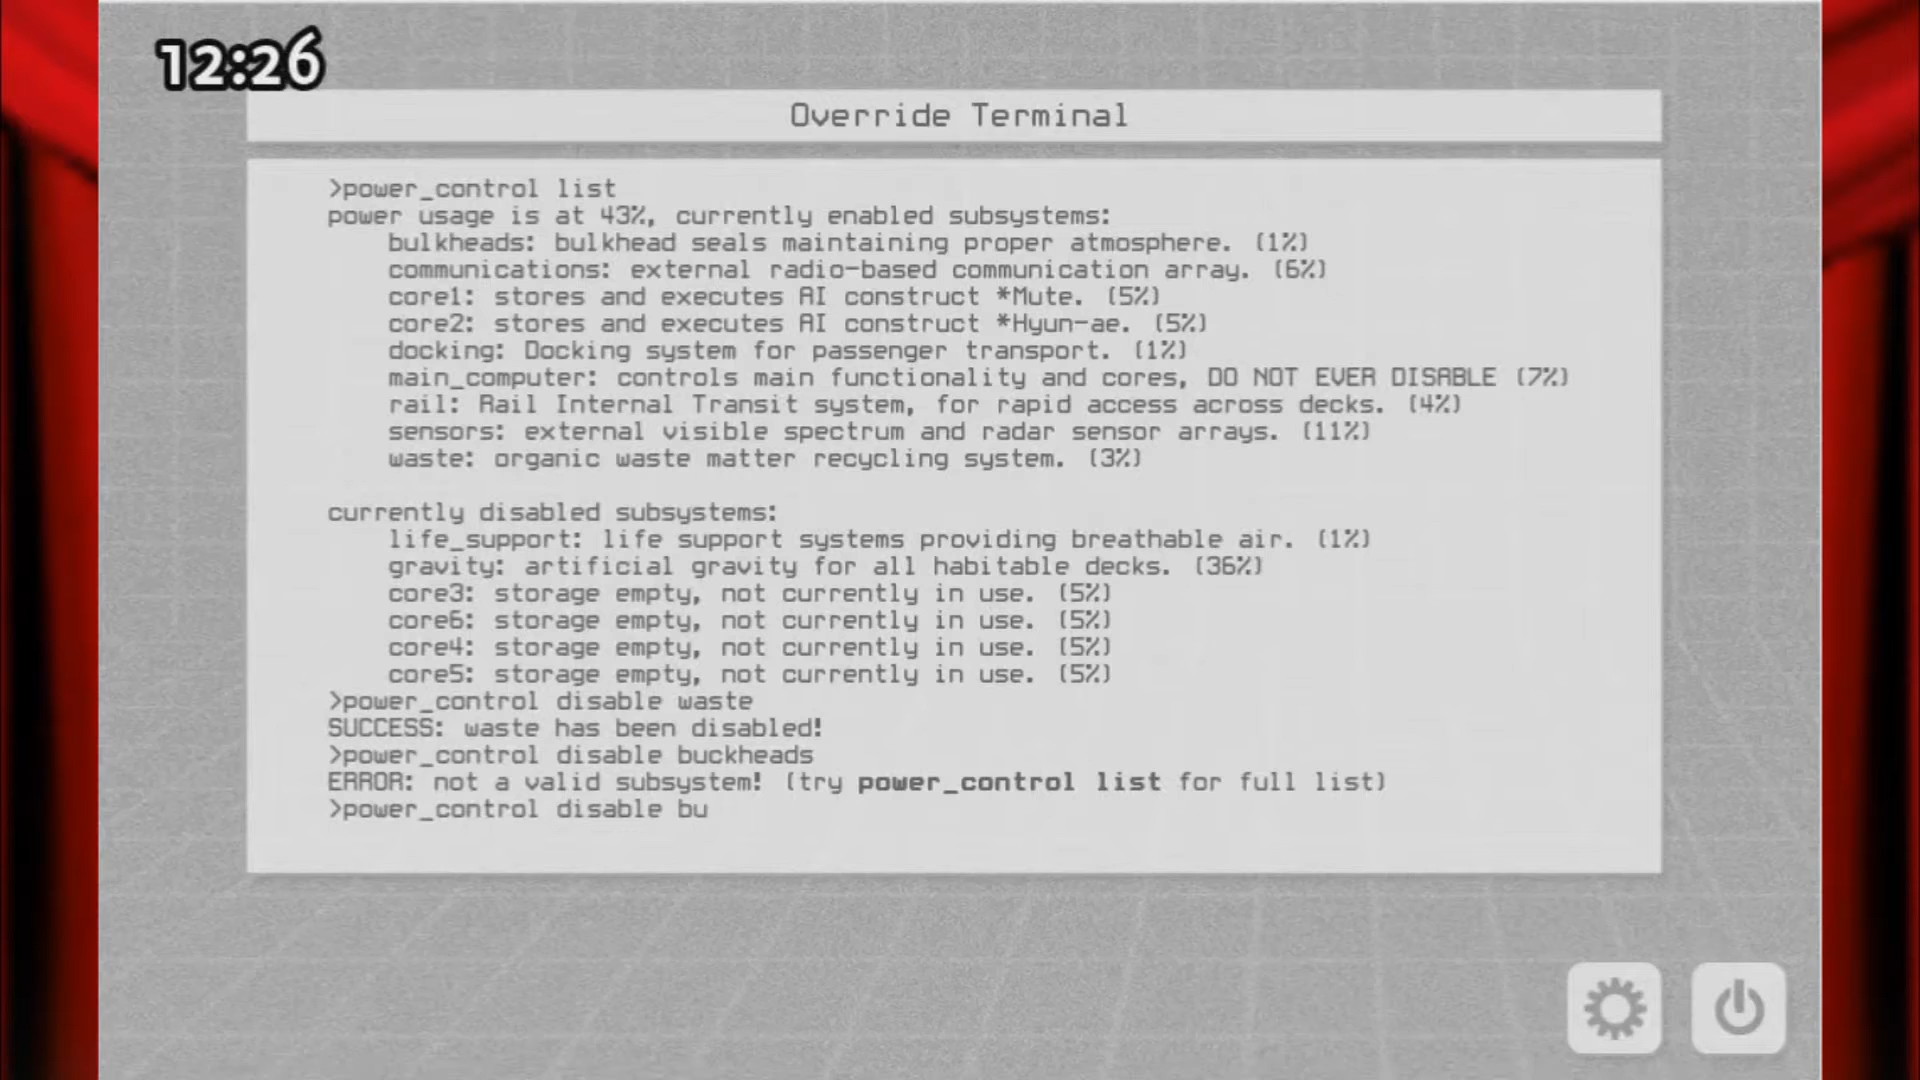 12:26
Override Terminal
>power_control list
power usage is at 43%, currently enabled subsystems:
bulkheads: bulkhead seals maintaining proper atmosphere. (1%)
communications: external radio-based communication array. (6%)
core1: stores and executes AI construct *Mute. (5%)
core2: stores and executes AI construct *Hyun-ae. (5%)
docking: Docking system for passenger transport. (1%)
main_computer: controls main functionality and cores, DO NOT EVER DISABLE (7%)
rail: Rail Internal Transit system, for rapid access across decks. (4%)
sensors: external visible spectrum and radar sensor arrays. (11%)
waste: organic waste matter recycling system. (3%)
currently disabled subsystems:
life_support: life support systems providing breathable air. (1%)
gravity: artificial gravity for all habitable decks. (36%)
core3: storage empty, not currently in use. (5%)
core6: storage empty, not currently in use. (5%)
core4: storage empty, not currently in use. (5%)
core5: storage empty, not currently in use. (5%)
>power_control disable waste
SUCCESS: waste has been disabled!
>power_control disable buckheads
ERROR: not a valid subsystem! (try power_control list for full list)
>power_control disable bu